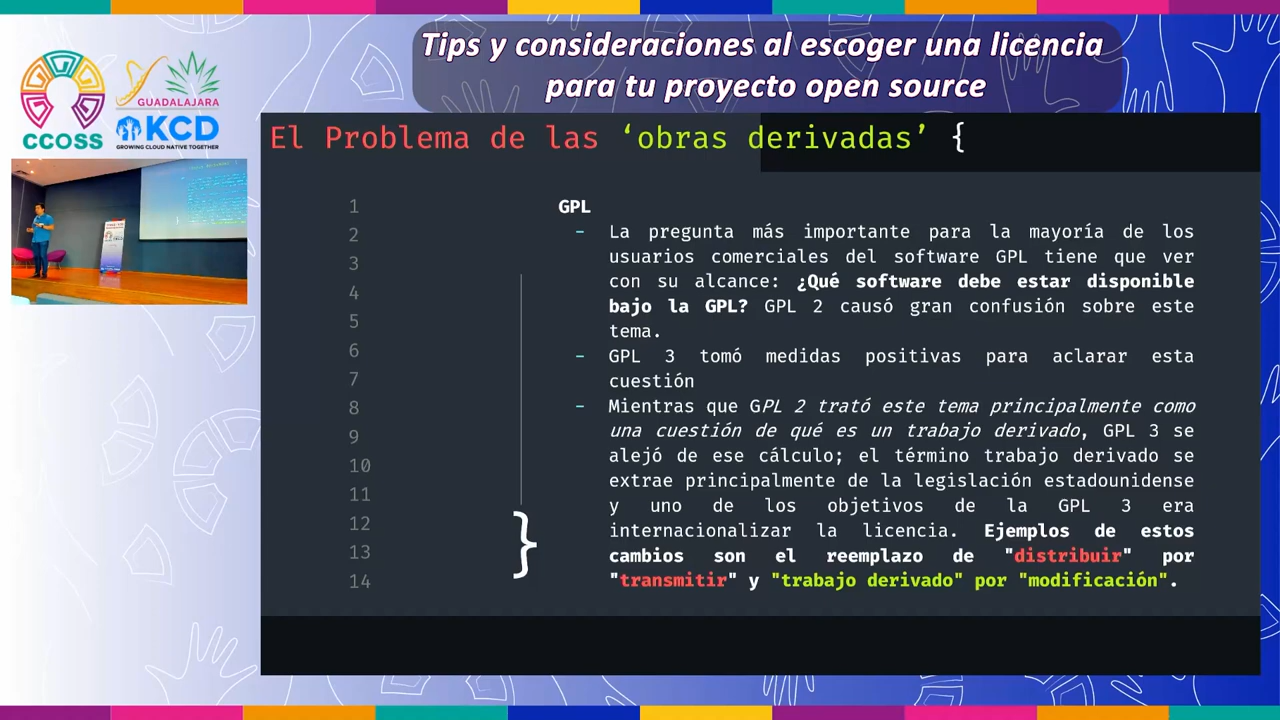 Tips y consideraciones al escoger una licencia
para tu proyecto open source
CCOSS
GUADALAJARA
KCD
GROWING CLOUD NATIVE TOGETHER
El Problema de las ‘obras derivadas’ {
1
2
3
4
5
6
7
8
9
10
11
12
13
14
}
GPL
- La pregunta más importante para la mayoría de los
usuarios comerciales del software GPL tiene que ver
con su alcance: ¿Qué software debe estar disponible
bajo la GPL? GPL 2 causó gran confusión sobre este
tema.
- GPL 3 tomó medidas positivas para aclarar esta
cuestión
- Mientras que GPL 2 trató este tema principalmente como
una cuestión de qué es un trabajo derivado, GPL 3 se
alejó de ese cálculo; el término trabajo derivado se
extrae principalmente de la legislación estadounidense
y uno de los objetivos de la GPL 3 era
internacionalizar la licencia. Ejemplos de estos
cambios son el reemplazo de "distribuir" por
"transmitir" y "trabajo derivado" por "modificación".